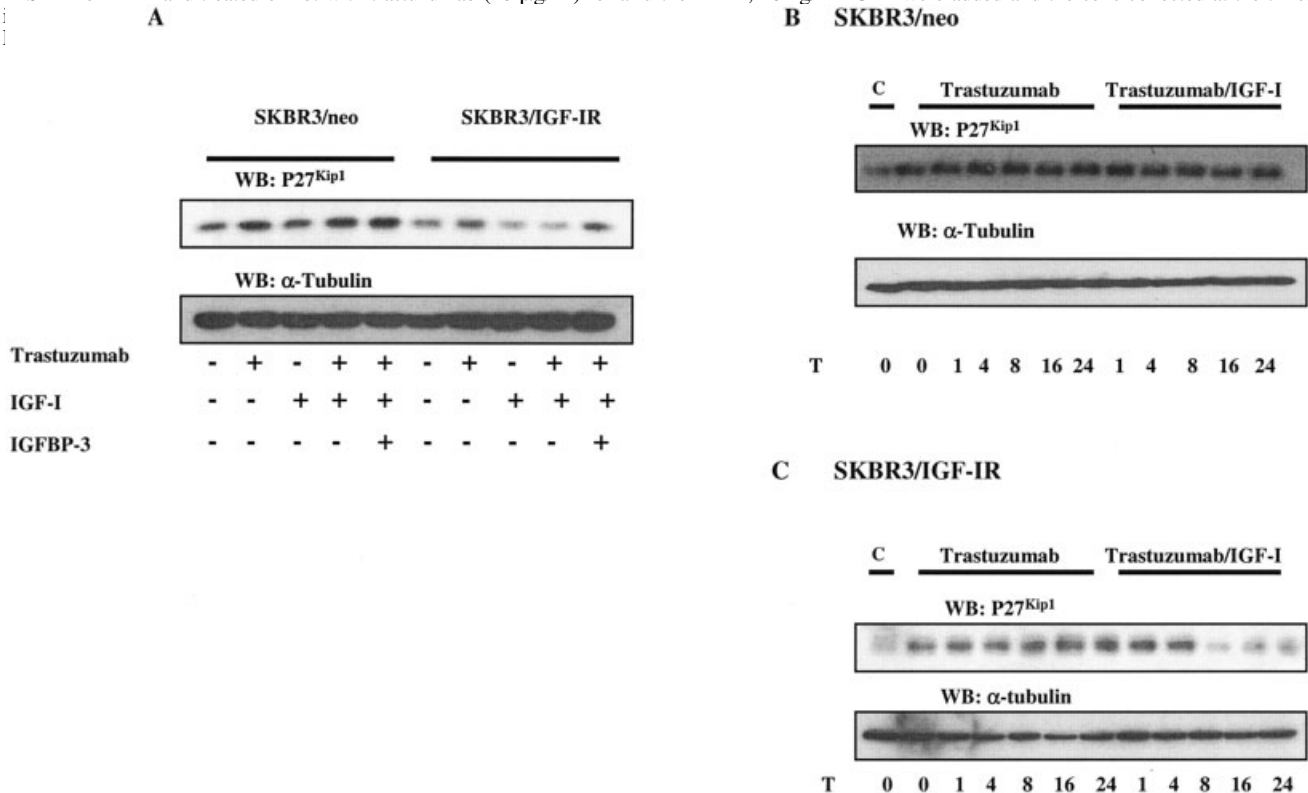 A
SKBR3/neo SKBR3/IGF-IR
WB: P27Kip1
WB: α-Tubulin
Trastuzumab - + - + + - + - + +
IGF-I - - + + + - - + + +
IGFBP-3 - - - - + - - - - +
B SKBR3/neo
C Trastuzumab Trastuzumab/IGF-I
WB: P27Kip1
WB: α-Tubulin
T 0 0 1 4 8 16 24 1 4 8 16 24
C SKBR3/IGF-IR
C Trastuzumab Trastuzumab/IGF-I
WB: P27Kip1
WB: α-tubulin
T 0 0 1 4 8 16 24 1 4 8 16 24